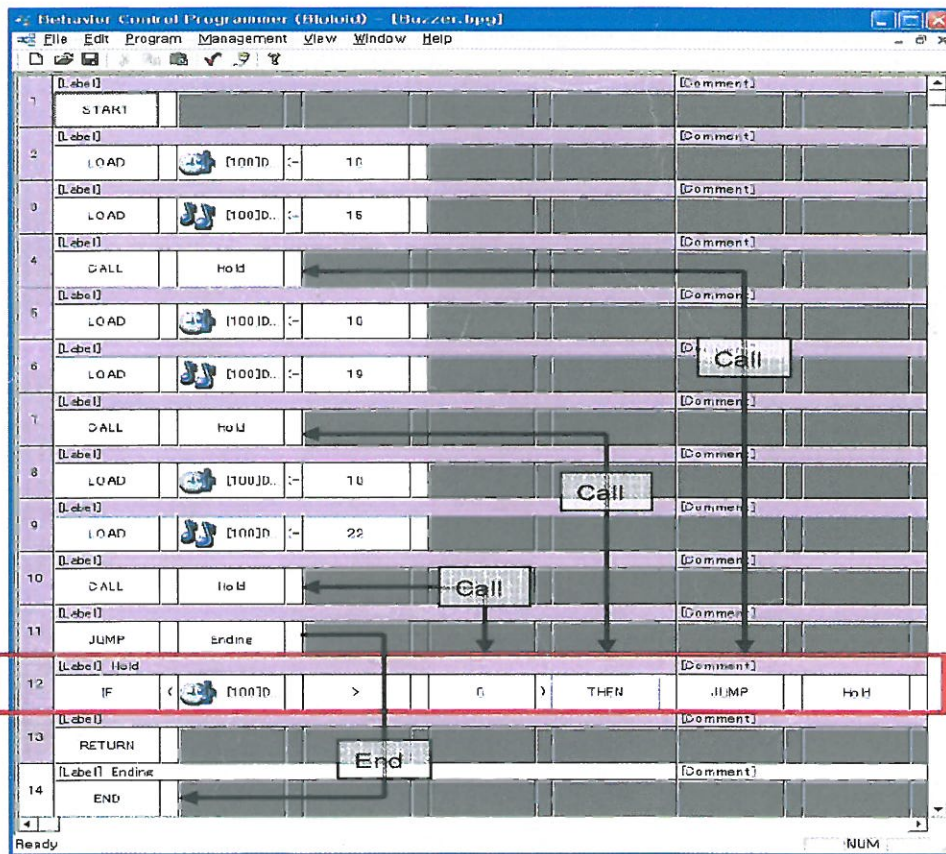 Behavior Control Programmer (Bioloid) - [Buzzer.bpg]
File Edit Program Management View Window Help
[Label] [Comment]
1 START
[Label] [Comment]
2 LOAD [100]D :- 10
[Label] [Comment]
3 LOAD [100]D.. :- 15
[Label] [Comment]
4 CALL Hold
[Label] [Comment]
5 LOAD [100]D.. :- 10
[Label]
6 LOAD [100]D.. :- 19
Call
[Label] [Comment]
7 CALL Hold
[Label] [Comment]
8 LOAD [100]D.. :- 10
Call
[Label] [Comment]
9 LOAD [100]D.. :- 22
[Label] [Comment]
10 CALL Hold
Call
[Label] [Comment]
11 JUMP Ending
[Label] Hold [Comment]
12 IF ( [100]D > 0 ) THEN JUMP Hold
[Label] [Comment]
13 RETURN
End
[Label] Ending [Comment]
14 END
Ready NUM